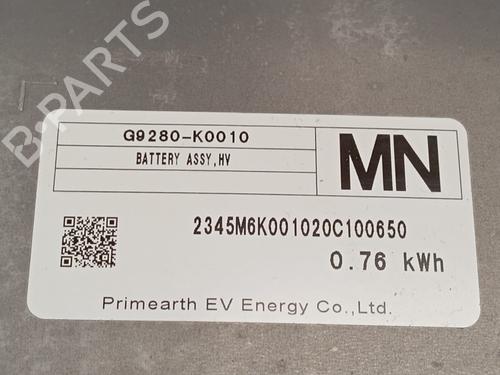 B-PARTS
G9280-K0010
BATTERY ASSY,HV
MN
2345M6K001020C100650
0.76 kWh
Primearth EV Energy Co.,Ltd.